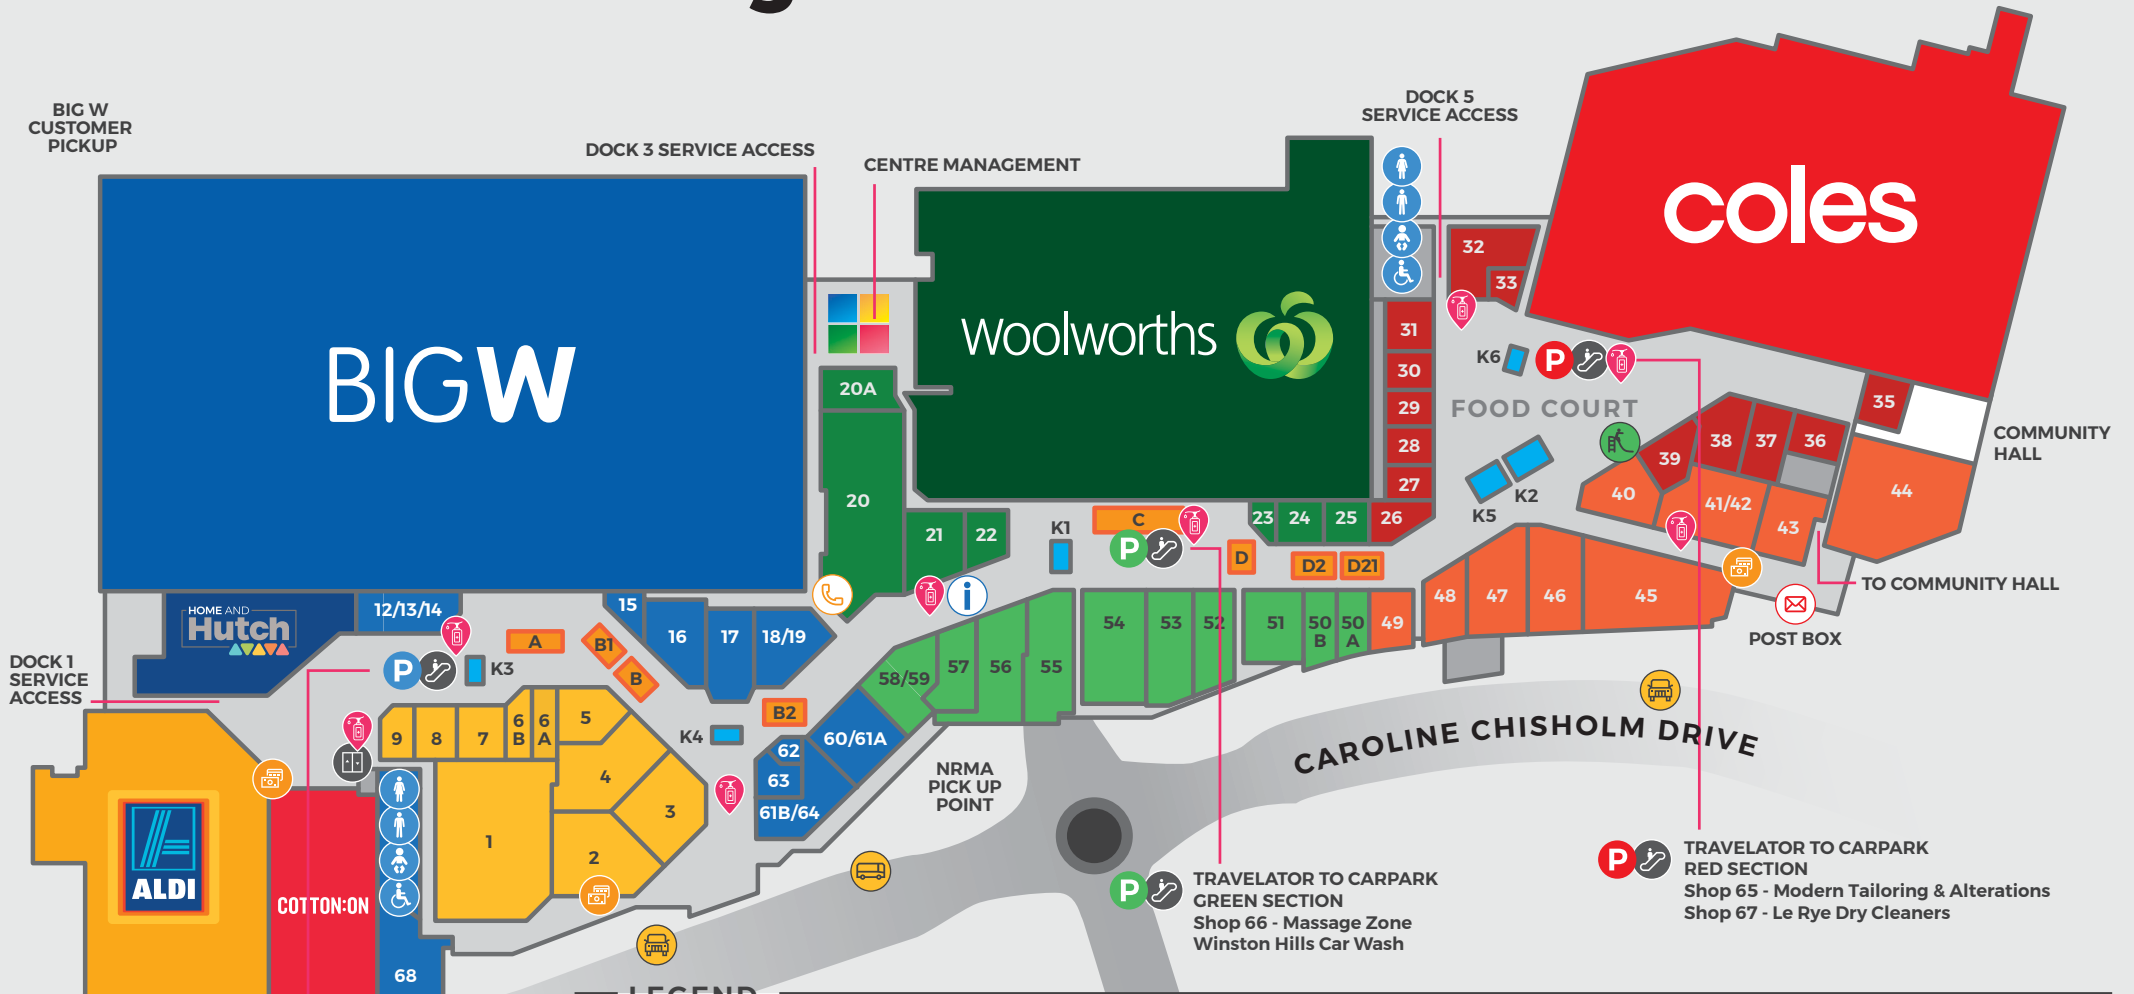 BIG W
CUSTOMER
PICKUP
DOCK 3 SERVICE ACCESS
CENTRE MANAGEMENT
DOCK 5
SERVICE ACCESS
BIGW
Woolworths
coles
32
33
31
30
29
28
27
26
K6
P
FOOD COURT
K2
K5
35
36
37
38
39
40
41/42
43
44
COMMUNITY
HALL
TO COMMUNITY HALL
POST BOX
20A
20
21
22
K1
C
P
D
D2
D21
23
24
25
HOME AND
Hutch
12/13/14
15
16
17
18/19
A
B1
B
B2
K3
P
K4
i
DOCK 1
SERVICE
ACCESS
9
8
7
6
B
6
A
5
4
3
2
1
62
63
61B/64
60/61A
58/59
57
56
55
54
53
52
51
50
B
50
A
49
48
47
46
45
ALDI
COTTON:ON
68
NRMA
PICK UP
POINT
CAROLINE CHISHOLM DRIVE
P
TRAVELATOR TO CARPARK
GREEN SECTION
Shop 66 - Massage Zone
Winston Hills Car Wash
P
TRAVELATOR TO CARPARK
RED SECTION
Shop 65 - Modern Tailoring & Alterations
Shop 67 - Le Rye Dry Cleaners
LEGEND